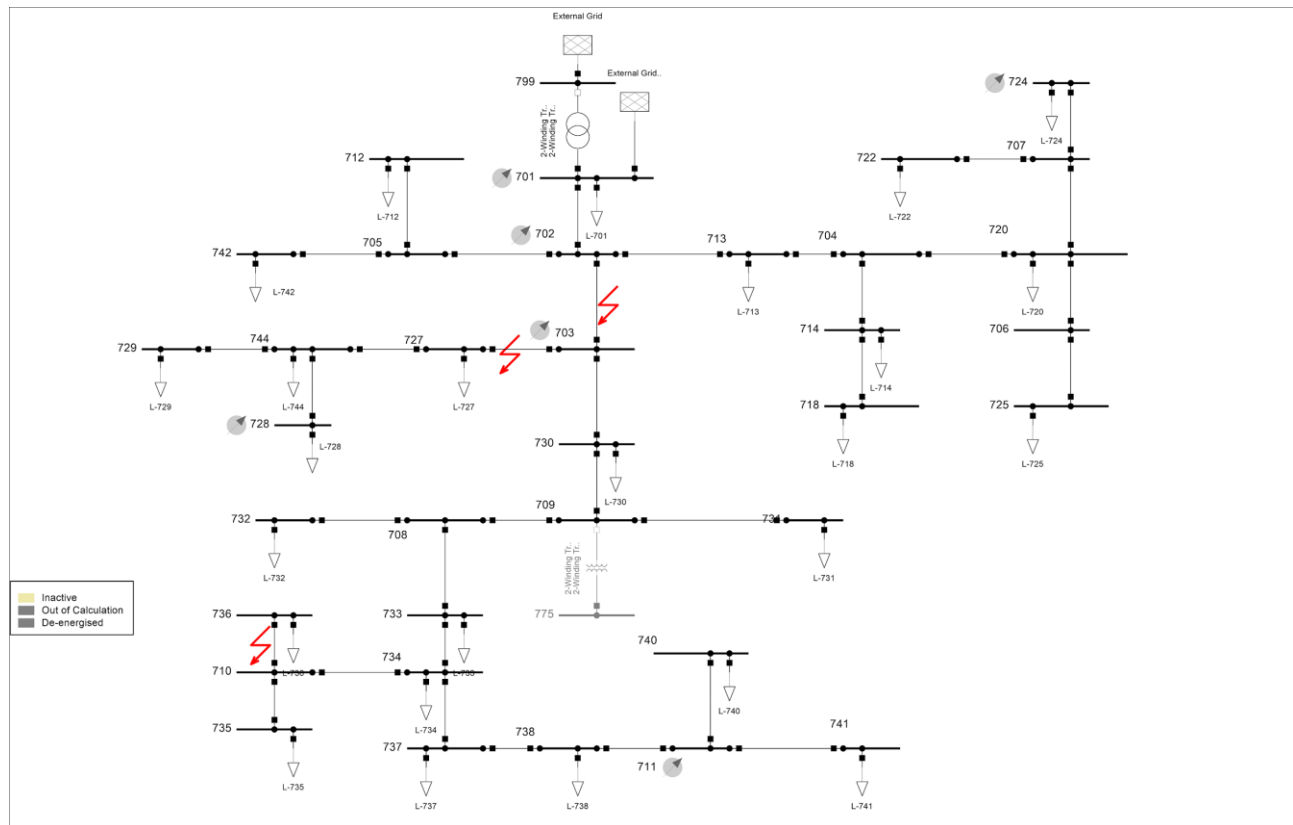 External Grid
799
External Grid..
2-Winding Tr..
2-Winding Tr..
724
L-724
712
722
707
701
L-712
L-722
L-701
742
705
702
713
704
720
L-742
L-713
L-720
729
744
727
703
714
706
L-729
L-744
L-727
L-714
718
725
728
L-728
L-718
L-725
730
L-730
732
708
709
L-732
L-731
2-Winding Tr..
2-Winding Tr..
Inactive
Out of Calculation
De-energised
736
733
775
740
710
734
L-733
L-740
735
L-734
737
738
711
741
L-735
L-737
L-738
L-741